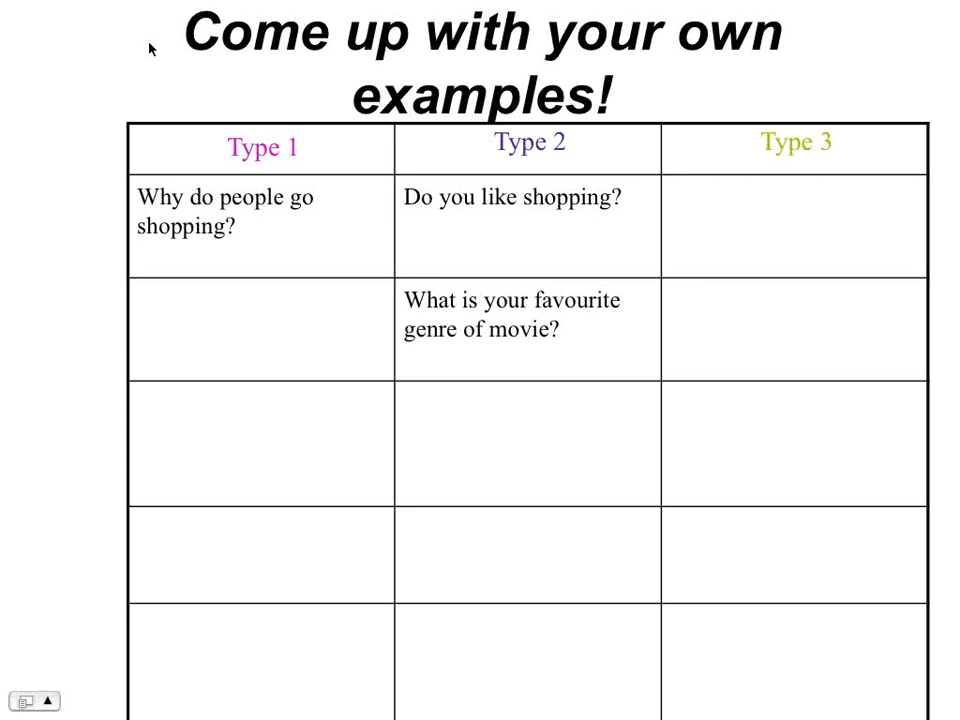 Come up with your own
examples!
Type 1
Type 2
Type 3
Why do people go
shopping?
Do you like shopping?
What is your favourite
genre of movie?